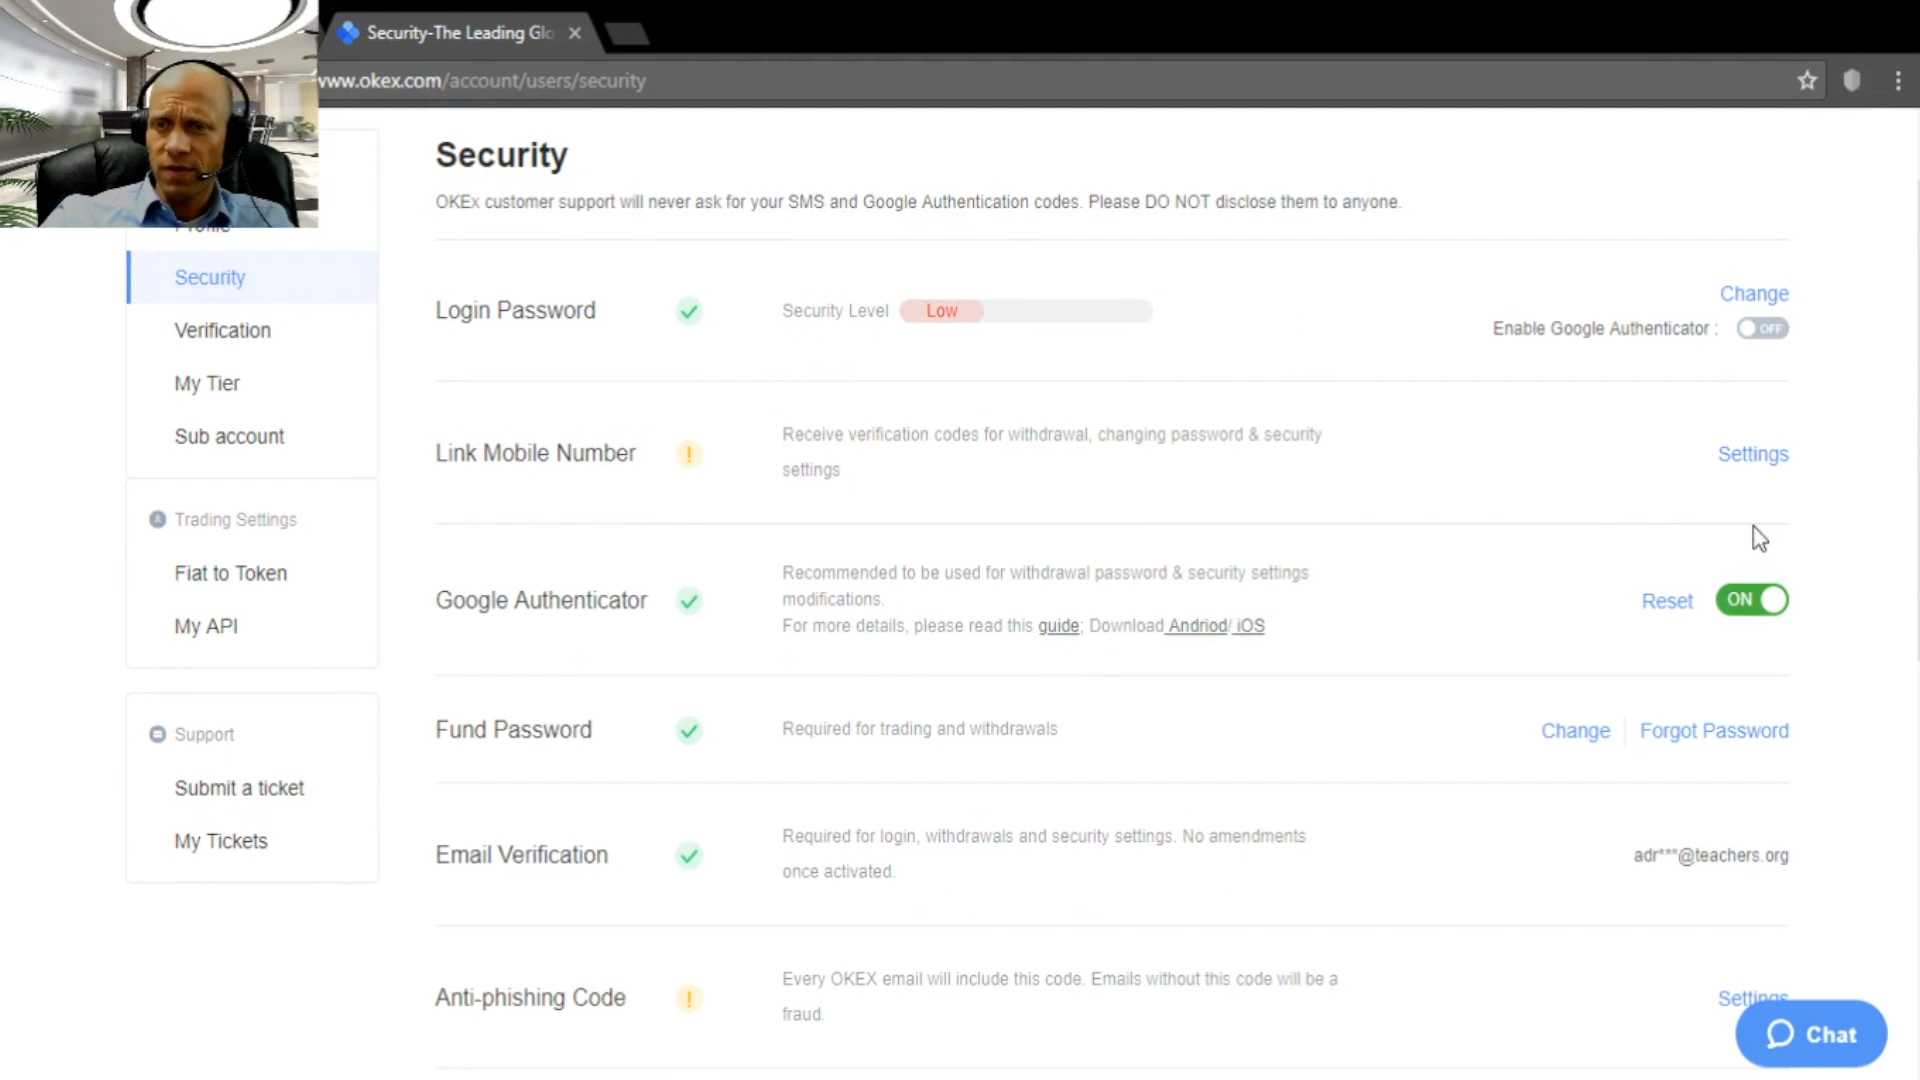 Security-The Leading Glo
www.okex.com/account/users/security
Profile
Security
Verification
My Tier
Sub account
Trading Settings
Fiat to Token
My API
Support
Submit a ticket
My Tickets
Security
OKEx customer support will never ask for your SMS and Google Authentication codes. Please DO NOT disclose them to anyone.
Login Password
Security Level Low
Change
Enable Google Authenticator : OFF
Link Mobile Number
Receive verification codes for withdrawal, changing password & security
settings
Settings
Google Authenticator
Recommended to be used for withdrawal password & security settings
modifications.
For more details, please read this guide; Download Andriod/ iOS
Reset ON
Fund Password
Required for trading and withdrawals
Change Forgot Password
Email Verification
Required for login, withdrawals and security settings. No amendments
once activated.
adr***@teachers.org
Anti-phishing Code
Every OKEX email will include this code. Emails without this code will be a
fraud.
Settings
Chat